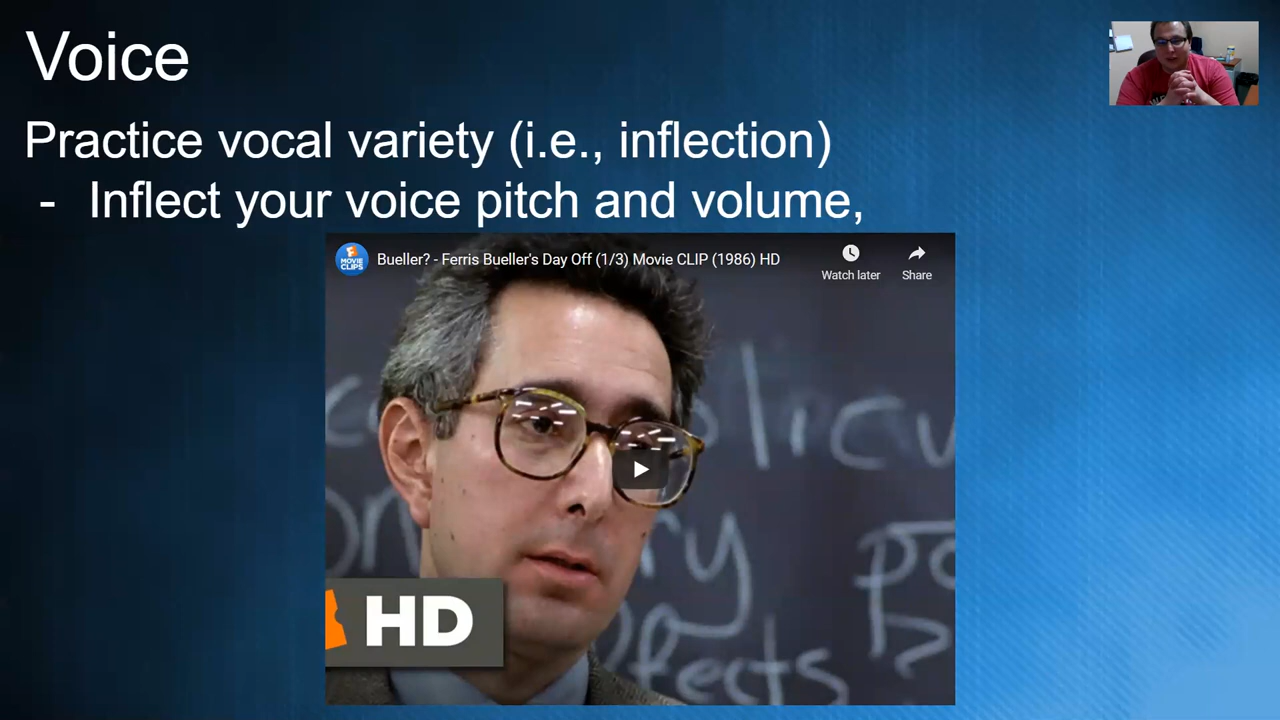 Voice
Practice vocal variety (i.e., inflection)
- Inflect your voice pitch and volume,
MOVIE
CLIPS
Bueller? - Ferris Bueller's Day Off (1/3) Movie CLIP (1986) HD
Watch later
Share
HD